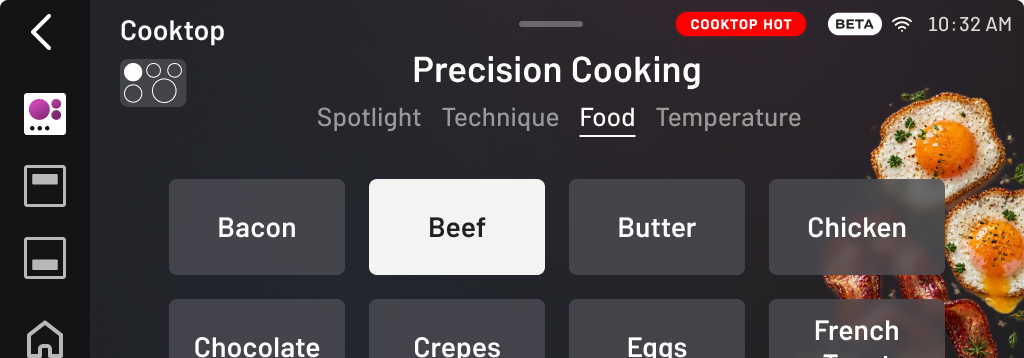 Cooktop
COOKTOP HOT
BETA
10:32 AM
Precision Cooking
Spotlight Technique Food Temperature
Bacon Beef Butter Chicken
Chocolate Crepes Eggs French
Toast